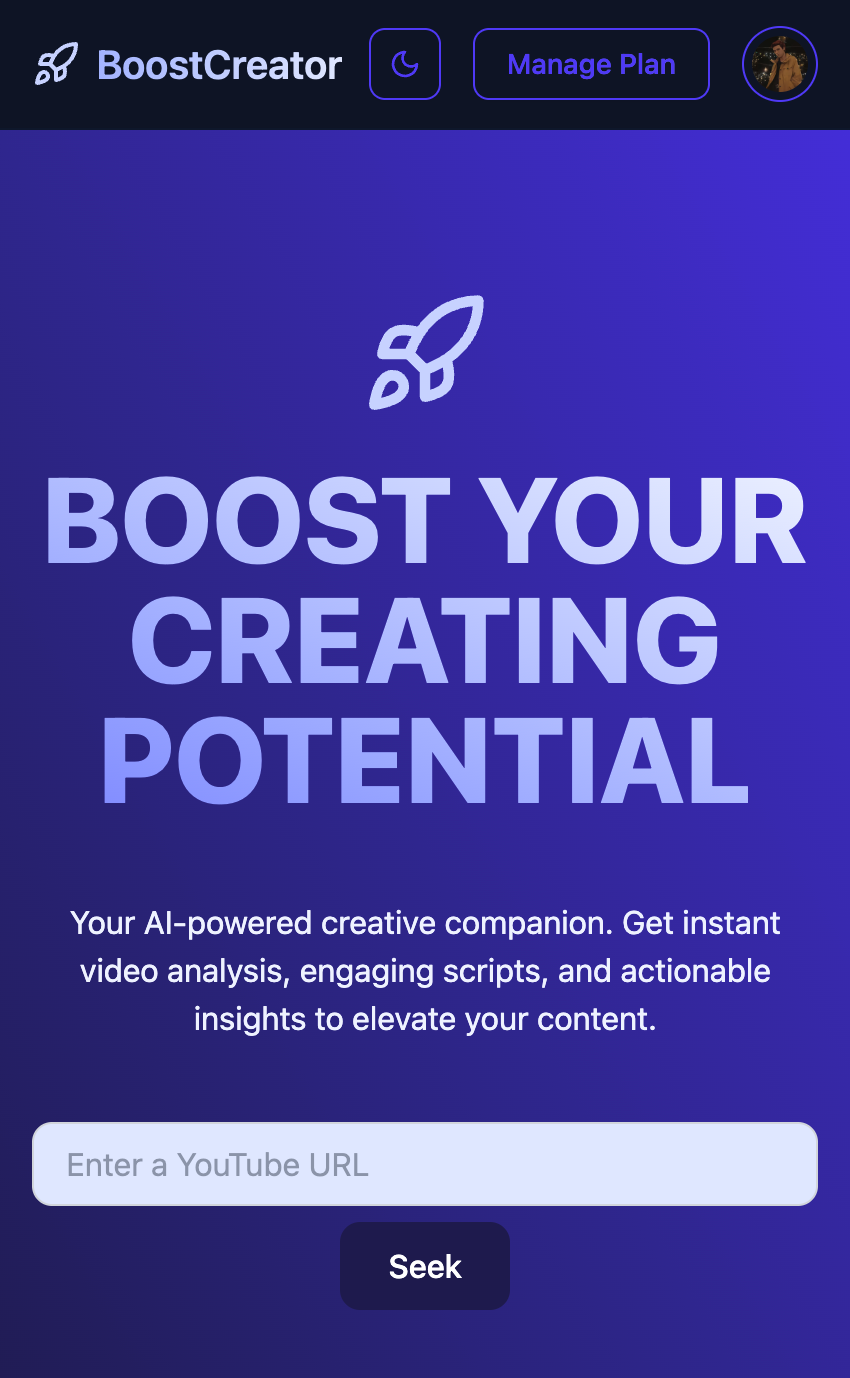 BoostCreator
Manage Plan
BOOST YOUR
CREATING
POTENTIAL
Your AI-powered creative companion. Get instant
video analysis, engaging scripts, and actionable
insights to elevate your content.
Enter a YouTube URL
Seek